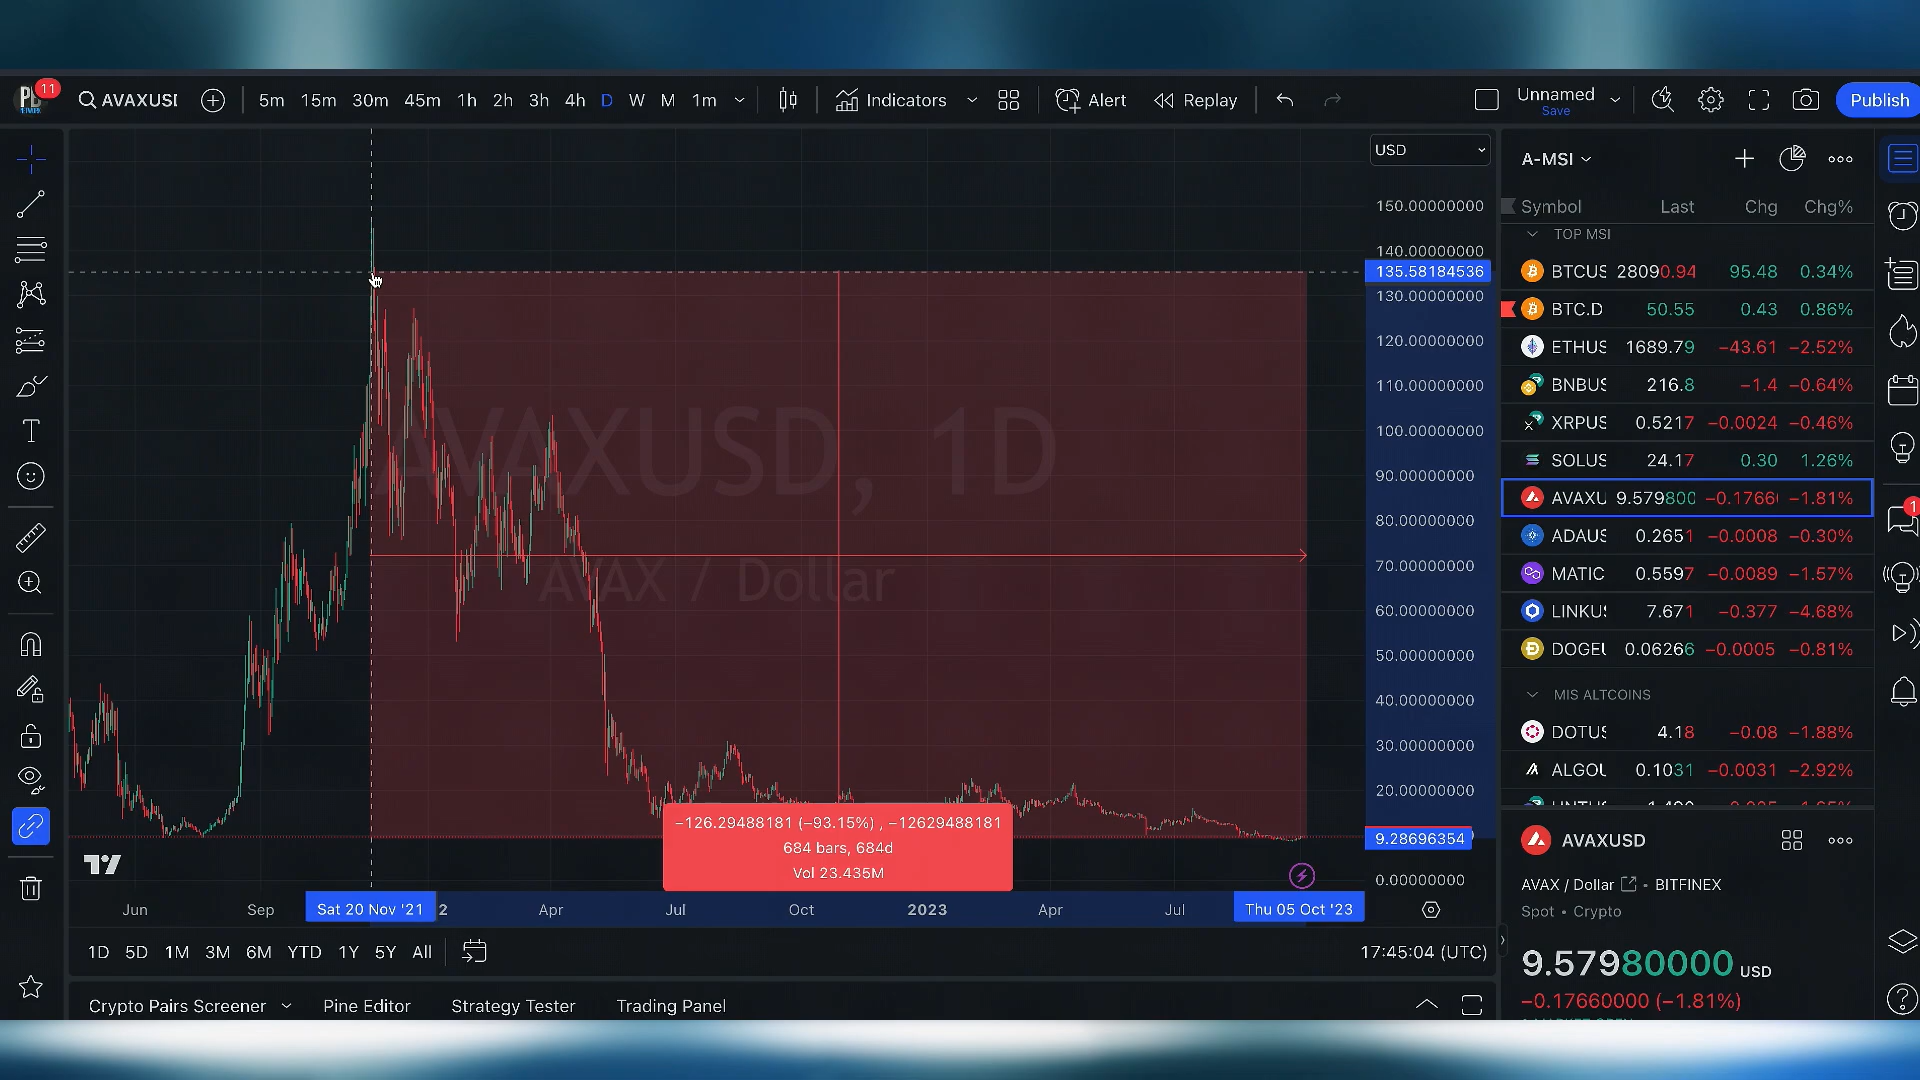 11
AVAXUSI
5m 15m 30m 45m 1h 2h 3h 4h D W M 1m
Indicators
Alert
Replay
Unnamed
Save
Publish
USD
150.00000000
140.00000000
135.58184536
130.00000000
120.00000000
110.00000000
100.00000000
90.00000000
80.00000000
70.00000000
60.00000000
50.00000000
40.00000000
30.00000000
20.00000000
9.28696354
0.00000000
AVAXUSD, 1D
AVAX / Dollar
−126.29488181 (−93.15%) , −12629488181
684 bars, 684d
Vol 23.435M
Jun Sep Sat 20 Nov '21 2 Apr Jul Oct 2023 Apr Jul Thu 05 Oct '23
1D 5D 1M 3M 6M YTD 1Y 5Y All
17:45:04 (UTC)
Crypto Pairs Screener Pine Editor Strategy Tester Trading Panel
A-MSI
Symbol Last Chg Chg%
TOP MSI
BTCUS 28090.94 95.48 0.34%
BTC.D 50.55 0.43 0.86%
ETHUS 1689.79 −43.61 −2.52%
BNBUS 216.8 −1.4 −0.64%
XRPUS 0.5217 −0.0024 −0.46%
SOLUS 24.17 0.30 1.26%
AVAXU 9.579800 −0.1766 −1.81%
ADAUS 0.2651 −0.0008 −0.30%
MATIC 0.5597 −0.0089 −1.57%
LINKUS 7.671 −0.377 −4.68%
DOGEU 0.06266 −0.0005 −0.81%
MIS ALTCOINS
DOTUS 4.18 −0.08 −1.88%
ALGOU 0.1031 −0.0031 −2.92%
AVAXUSD
AVAX / Dollar • BITFINEX
Spot • Crypto
9.57980000 USD
−0.17660000 (−1.81%)
1